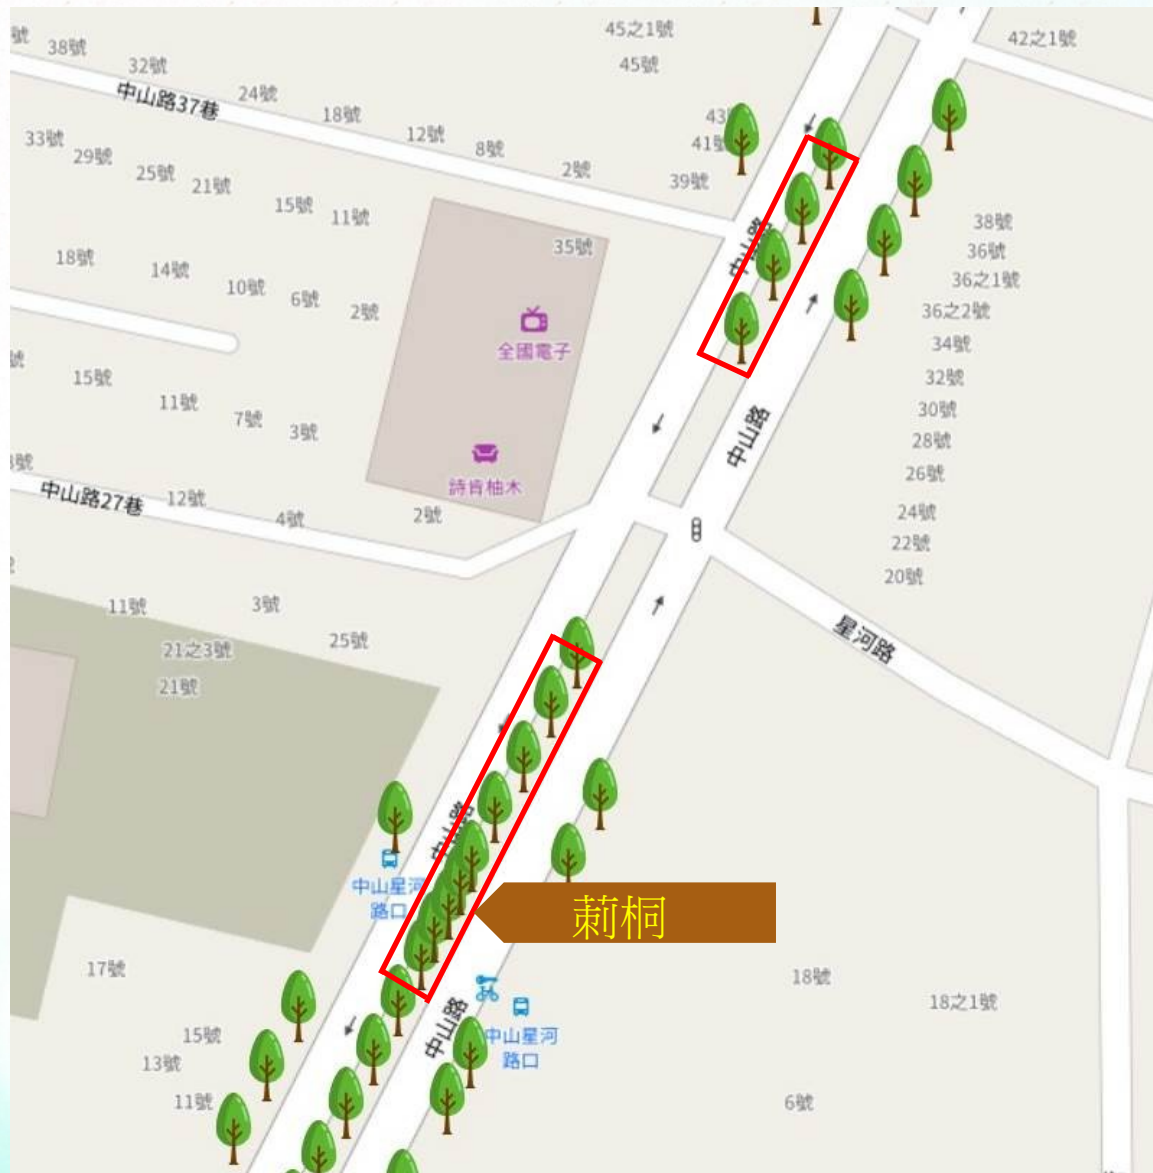 號
38號
32號
中山路37巷
24號
18號
12號
8號
2號
45之1號
45號
42之1號
41號
39號
33號
29號
25號
21號
15號
11號
35號
38號
36號
36之1號
36之2號
34號
32號
30號
28號
26號
24號
22號
20號
18號
14號
10號
6號
2號
全國電子
中山路
中山路
15號
11號
7號
3號
詩肯柚木
中山路27巷
12號
4號
2號
11號
3號
25號
21之3號
21號
星河路
中山路
中山星河
路口
莿桐
17號
中山路
中山星河
路口
18號
18之1號
15號
13號
11號
6號